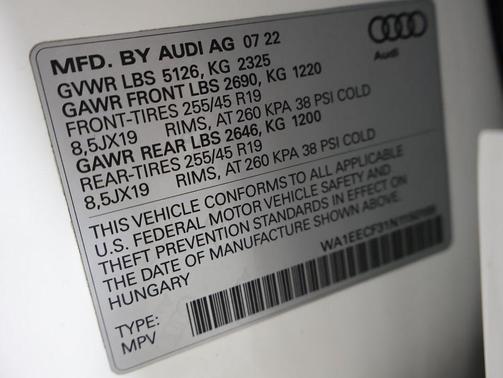 MFD. BY AUDI AG 07 22
Audi
GVWR LBS 5126, KG 2325
GAWR FRONT LBS 2690, KG 1220
FRONT-TIRES 255/45 R19
8,5JX19 RIMS, AT 260 KPA 38 PSI COLD
GAWR REAR LBS 2646, KG 1200
REAR-TIRES 255/45 R19
8,5JX19 RIMS, AT 260 KPA 38 PSI COLD
THIS VEHICLE CONFORMS TO ALL APPLICABLE
U.S. FEDERAL MOTOR VEHICLE SAFETY AND
THEFT PREVENTION STANDARDS IN EFFECT ON
THE DATE OF MANUFACTURE SHOWN ABOVE.
HUNGARY
TYPE:
MPV